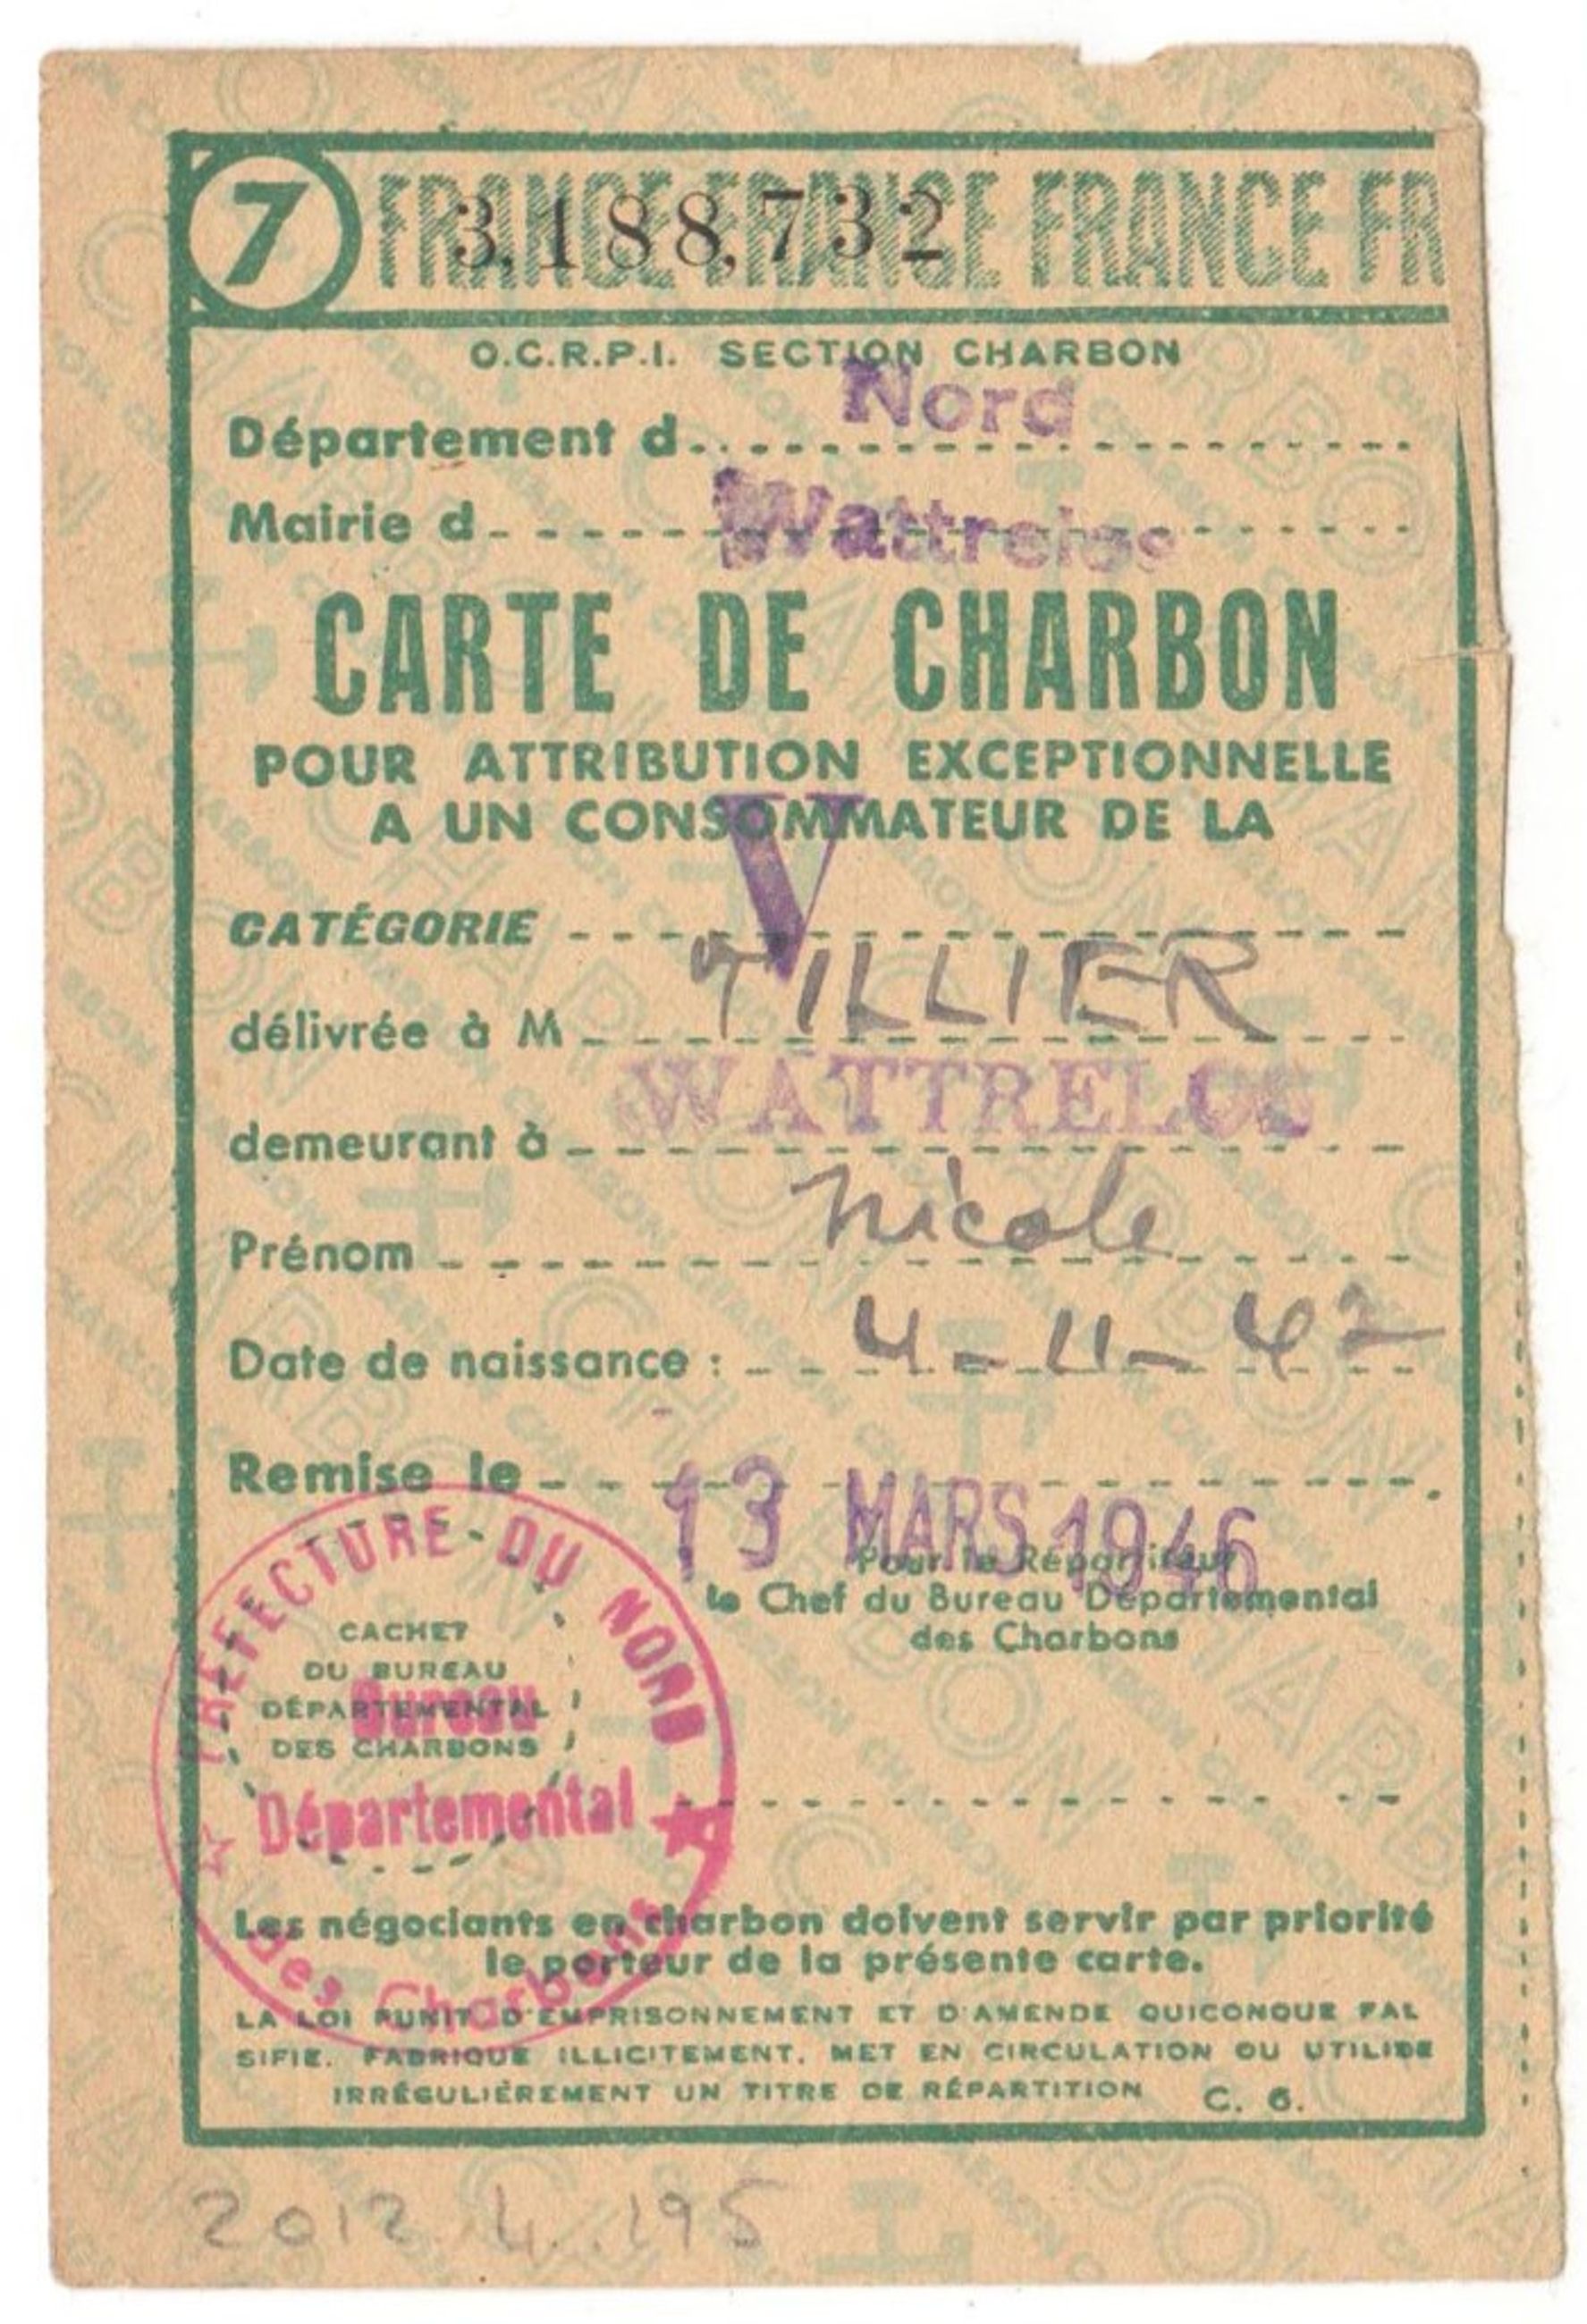 7 FRANCE FRANCE FRANCE FR
3,188,732
O.C.R.P.I. SECTION CHARBON
Département d Nord
Mairie d Wattrelos
CARTE DE CHARBON
POUR ATTRIBUTION EXCEPTIONNELLE
A UN CONSOMMATEUR DE LA
CATÉGORIE V
délivrée à M TILLIER
demeurant à WATTRELOS
Prénom Nicole
Date de naissance : 4-11-42
Remise le 13 MARS 1946
Pour le Répartiteur
le Chef du Bureau Départemental
des Charbons
PREFECTURE DU NORD
CACHET
DU BUREAU
DÉPARTEMENTAL
DES CHARBONS
Bureau
Départemental
des Charbons
Les négociants en charbon doivent servir par priorité
le porteur de la présente carte.
LA LOI PUNIT D'EMPRISONNEMENT ET D'AMENDE QUICONQUE FAL
SIFIE, FABRIQUE ILLICITEMENT, MET EN CIRCULATION OU UTILISE
IRRÉGULIÈREMENT UN TITRE DE RÉPARTITION C. 6.
2012.4.195